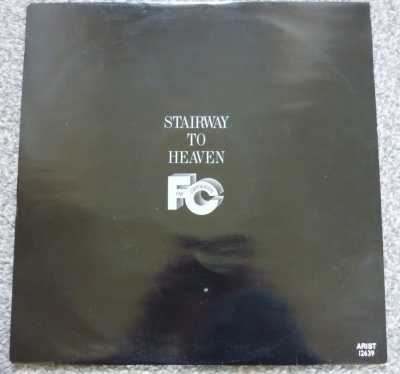 STAIRWAY
TO
HEAVEN
FC
ARIST
12639